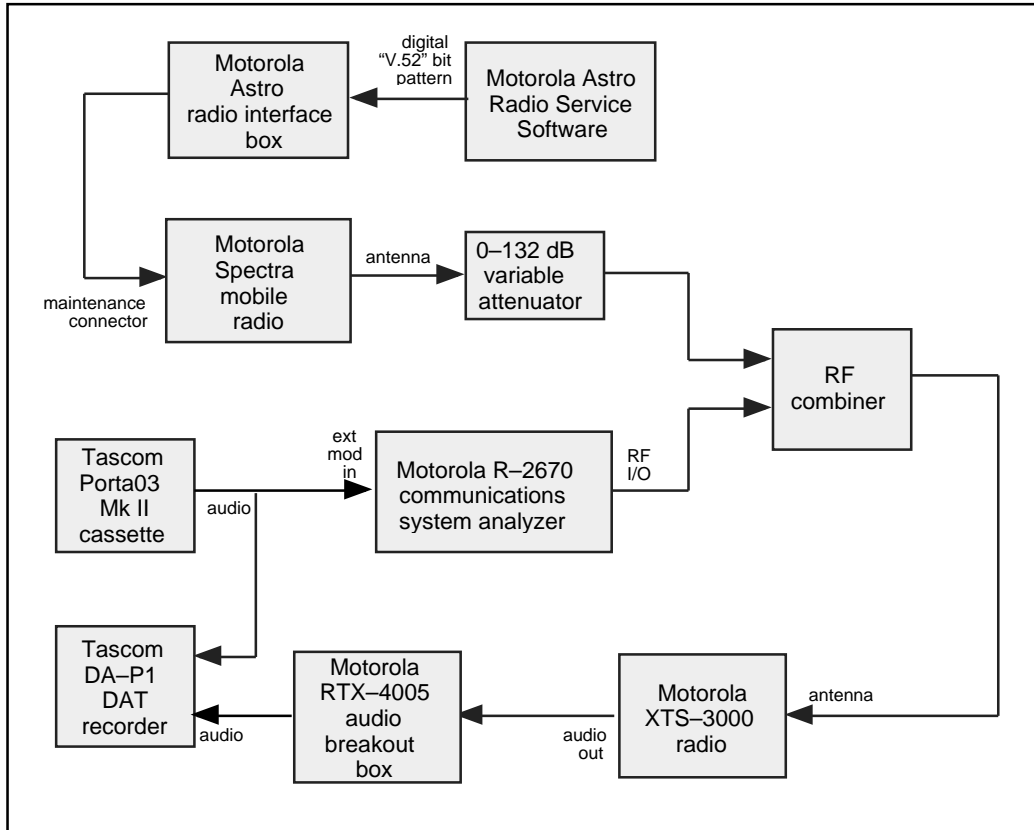 Motorola
Astro
radio interface
box
digital
“V.52” bit
pattern
Motorola Astro
Radio Service
Software
Motorola
Spectra
mobile
radio
maintenance
connector
antenna
0–132 dB
variable
attenuator
RF
combiner
Tascom
Porta03
Mk II
cassette
audio
ext
mod
in
Motorola R–2670
communications
system analyzer
RF
I/O
Tascom
DA–P1
DAT
recorder
audio
Motorola
RTX–4005
audio
breakout
box
audio
out
Motorola
XTS–3000
radio
antenna